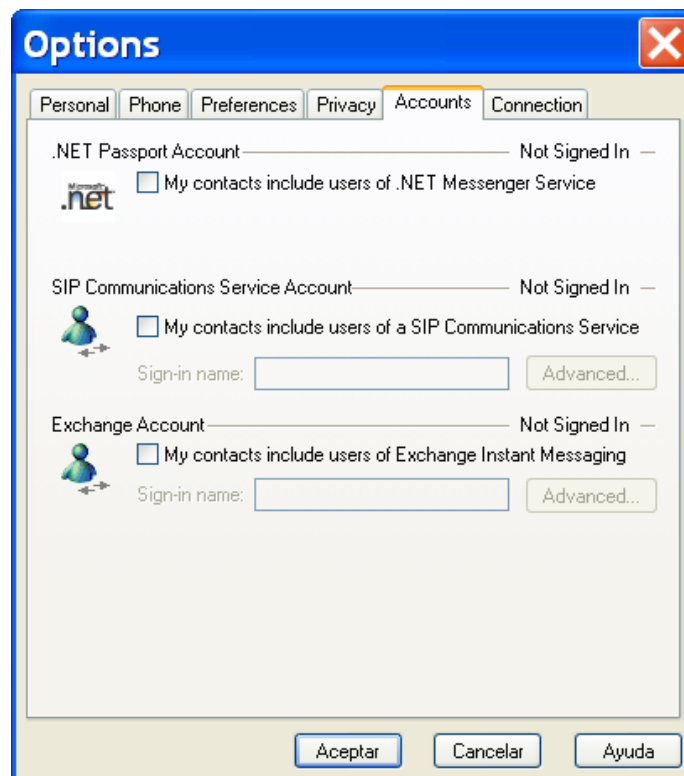 Options
Personal Phone Preferences Privacy Accounts Connection
.NET Passport Account Not Signed In
Microsoft
.net
My contacts include users of .NET Messenger Service
SIP Communications Service Account Not Signed In
My contacts include users of a SIP Communications Service
Sign-in name: Advanced...
Exchange Account Not Signed In
My contacts include users of Exchange Instant Messaging
Sign-in name: Advanced...
Aceptar Cancelar Ayuda